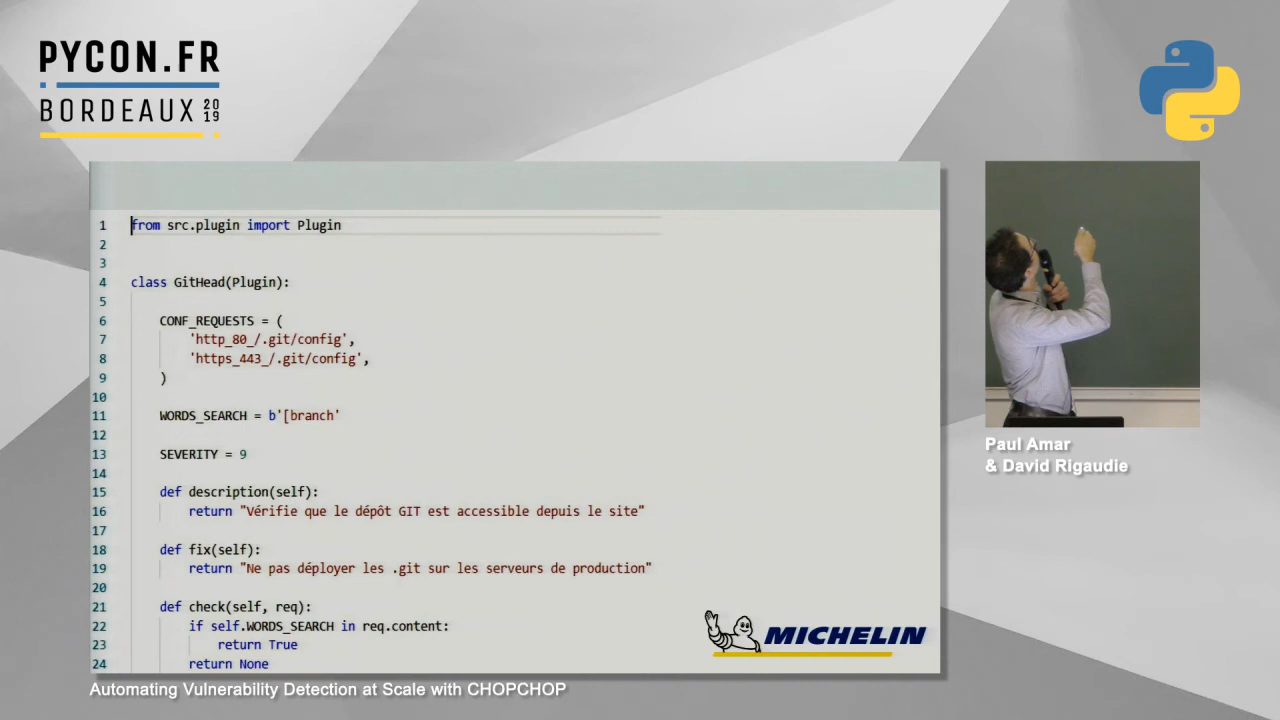 PYCON.FR
BORDEAUX 2019
1 from src.plugin import Plugin
2
3
4 class GitHead(Plugin):
5
6 CONF_REQUESTS = (
7 'http_80_/.git/config',
8 'https_443_/.git/config',
9 )
10
11 WORDS_SEARCH = b'[branch'
12
13 SEVERITY = 9
14
15 def description(self):
16 return "Vérifie que le dépôt GIT est accessible depuis le site"
17
18 def fix(self):
19 return "Ne pas déployer les .git sur les serveurs de production"
20
21 def check(self, req):
22 if self.WORDS_SEARCH in req.content:
23 return True
24 return None
MICHELIN
Paul Amar
& David Rigaudie
Automating Vulnerability Detection at Scale with CHOPCHOP